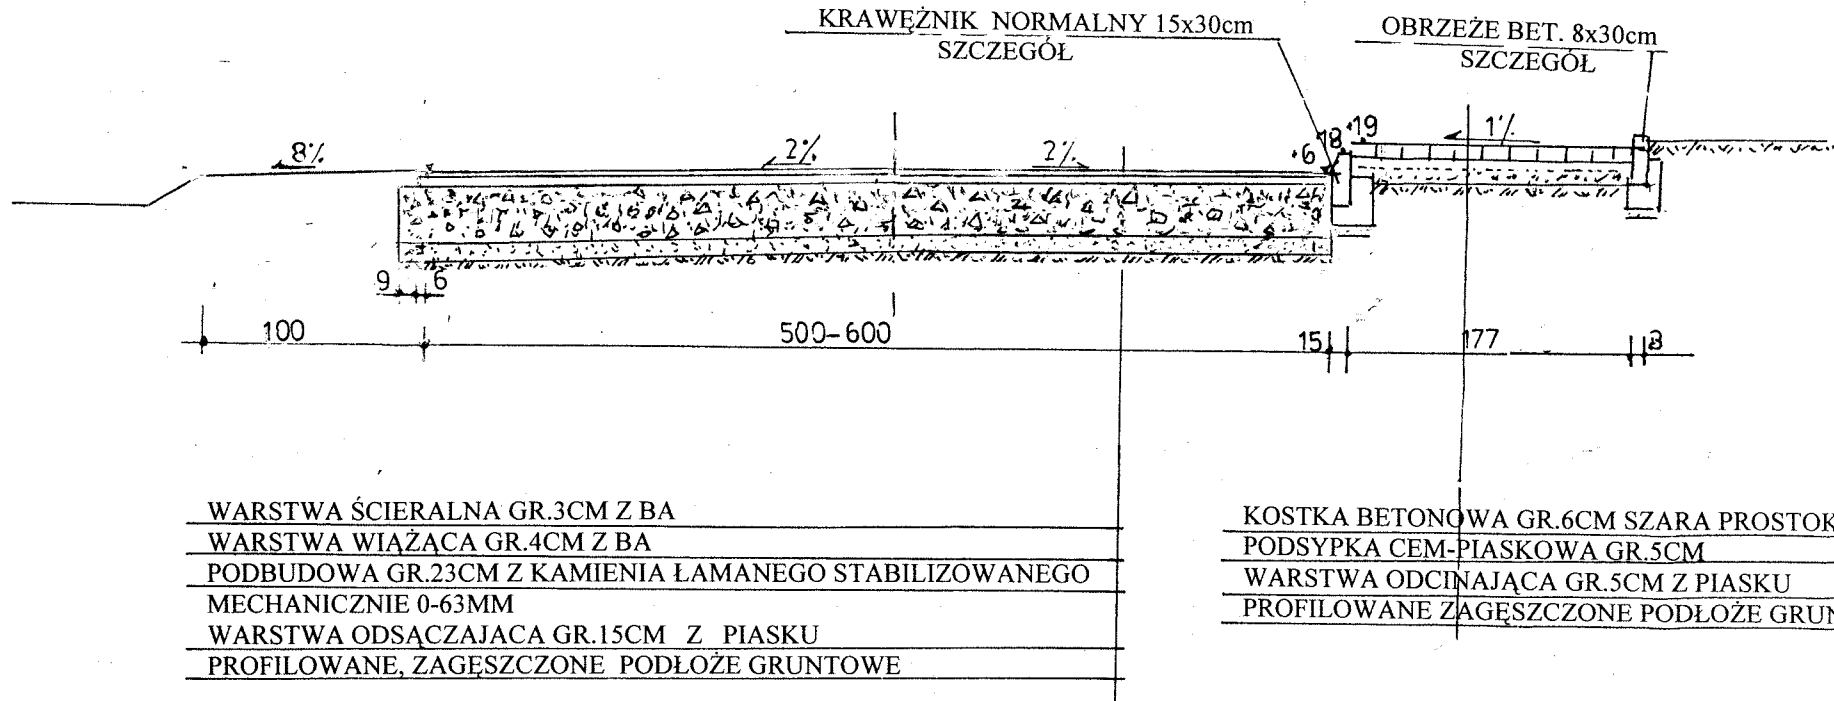 KRAWĘŻNIK NORMALNY 15x30cm
SZCZEGÓŁ
OBRZEŻE BET. 8x30cm
SZCZEGÓŁ
8% 2% 2% +6 18 +19 1%
9 6
100 500-600 15 177 8
WARSTWA ŚCIERALNA GR.3CM Z BA
WARSTWA WIĄŻĄCA GR.4CM Z BA
PODBUDOWA GR.23CM Z KAMIENIA ŁAMANEGO STABILIZOWANEGO
MECHANICZNIE 0-63MM
WARSTWA ODSĄCZAJACA GR.15CM Z PIASKU
PROFILOWANE, ZAGĘSZCZONE PODŁOŻE GRUNTOWE
KOSTKA BETONOWA GR.6CM SZARA PROSTOK
PODSYPKA CEM-PIASKOWA GR.5CM
WARSTWA ODCINAJĄCA GR.5CM Z PIASKU
PROFILOWANE ZAGĘSZCZONE PODŁOŻE GRUN